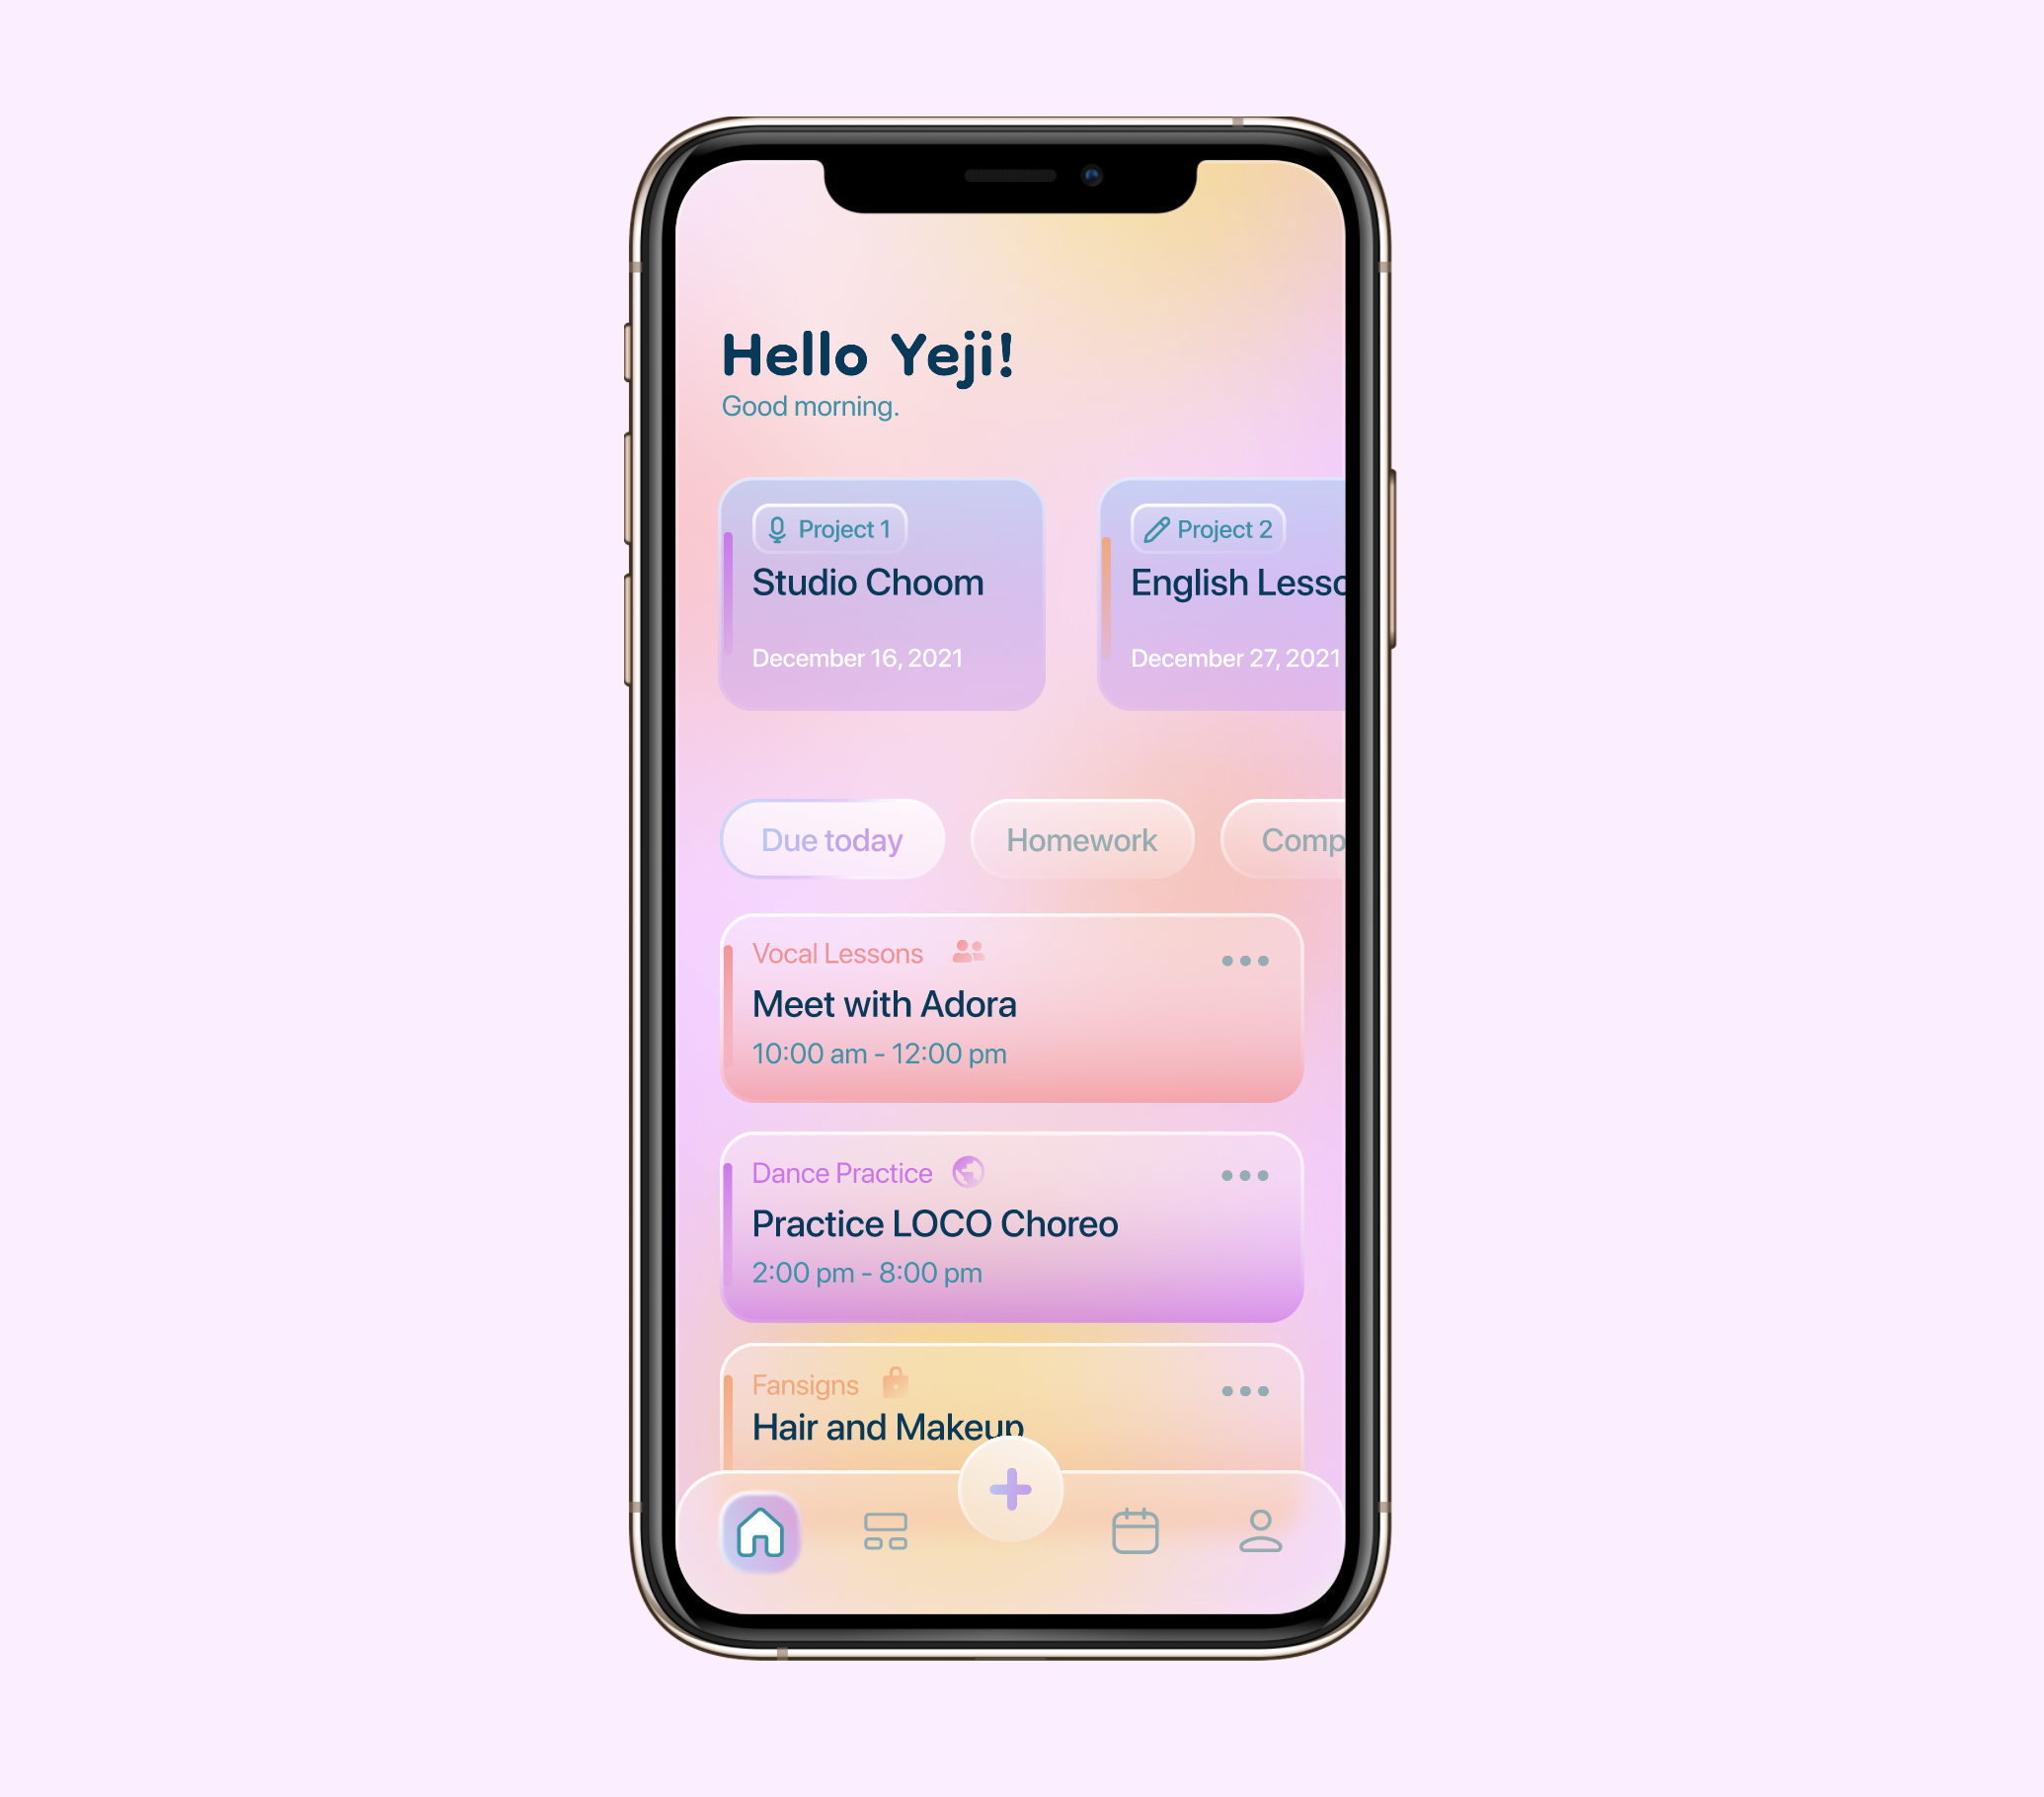 Hello Yeji!
Good morning.
Project 1
Studio Choom
December 16, 2021
Project 2
English Lesso
December 27, 2021
Due today
Homework
Comp
Vocal Lessons
Meet with Adora
10:00 am - 12:00 pm
Dance Practice
Practice LOCO Choreo
2:00 pm - 8:00 pm
Fansigns
Hair and Makeup